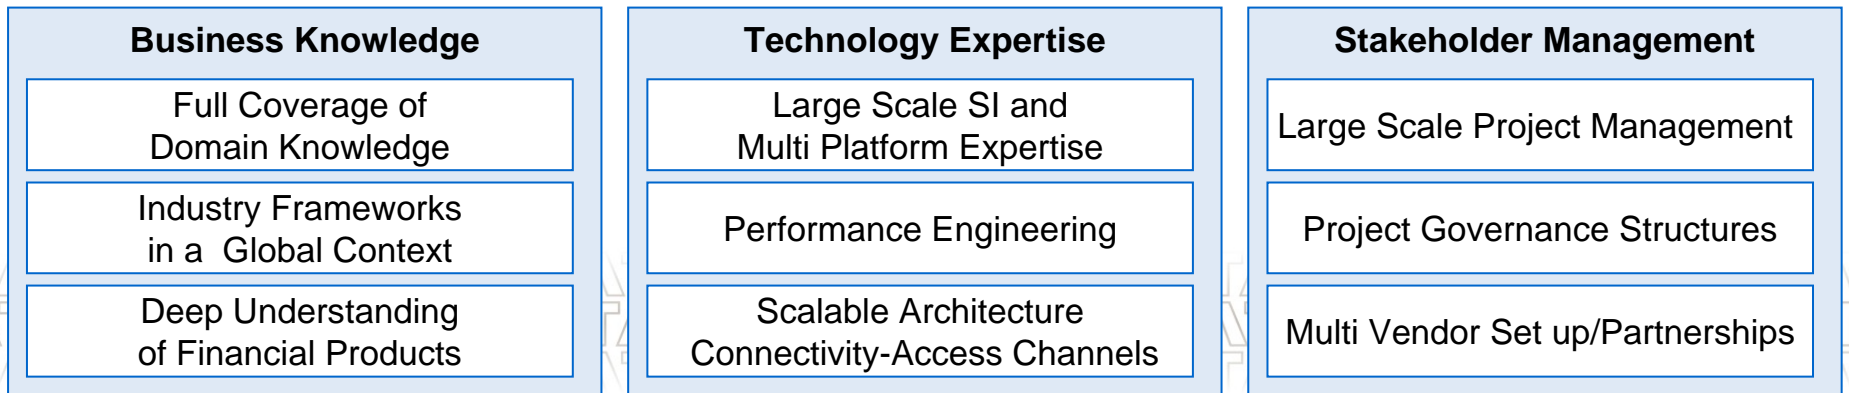 Business Knowledge
Full Coverage of
Domain Knowledge
Industry Frameworks
in a  Global Context
Deep Understanding
of Financial Products
Technology Expertise
Large Scale SI and
Multi Platform Expertise
Performance Engineering
Scalable Architecture
Connectivity-Access Channels
Stakeholder Management
Large Scale Project Management
Project Governance Structures
Multi Vendor Set up/Partnerships